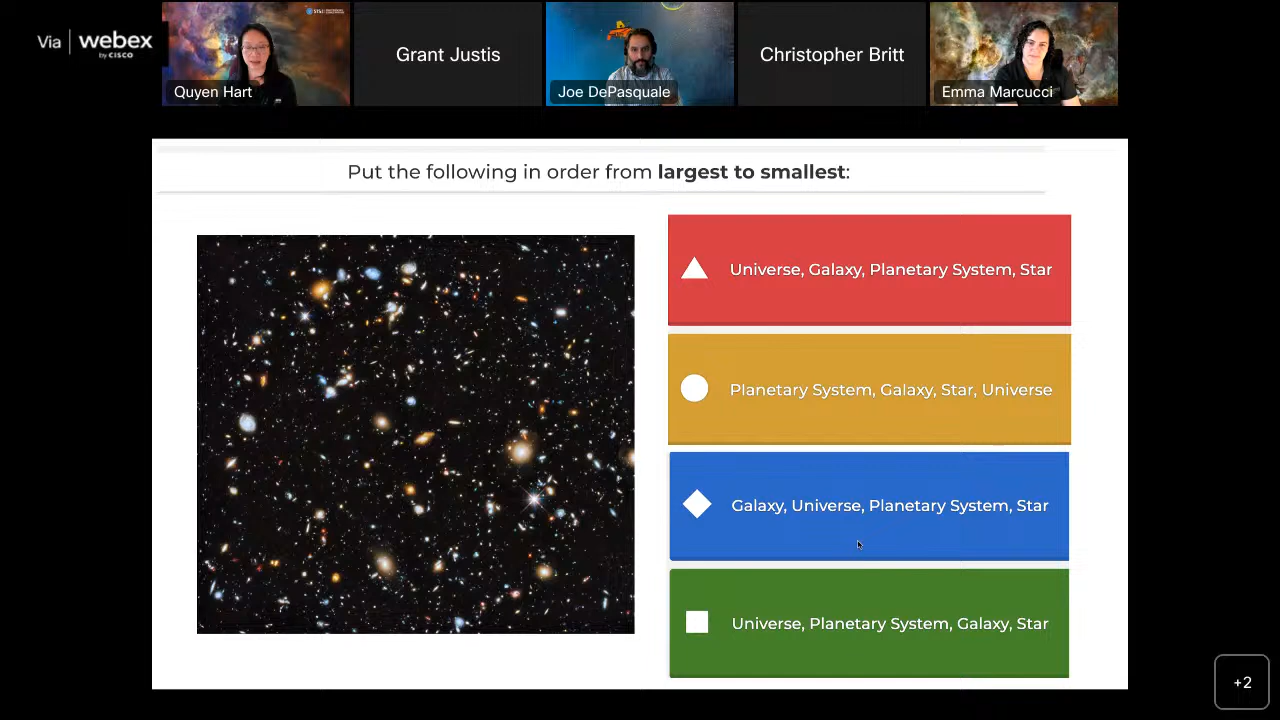 Via webex
by CISCO
Quyen Hart
Grant Justis
Joe DePasquale
Christopher Britt
Emma Marcucci
Put the following in order from largest to smallest:
Universe, Galaxy, Planetary System, Star
Planetary System, Galaxy, Star, Universe
Galaxy, Universe, Planetary System, Star
Universe, Planetary System, Galaxy, Star
+2